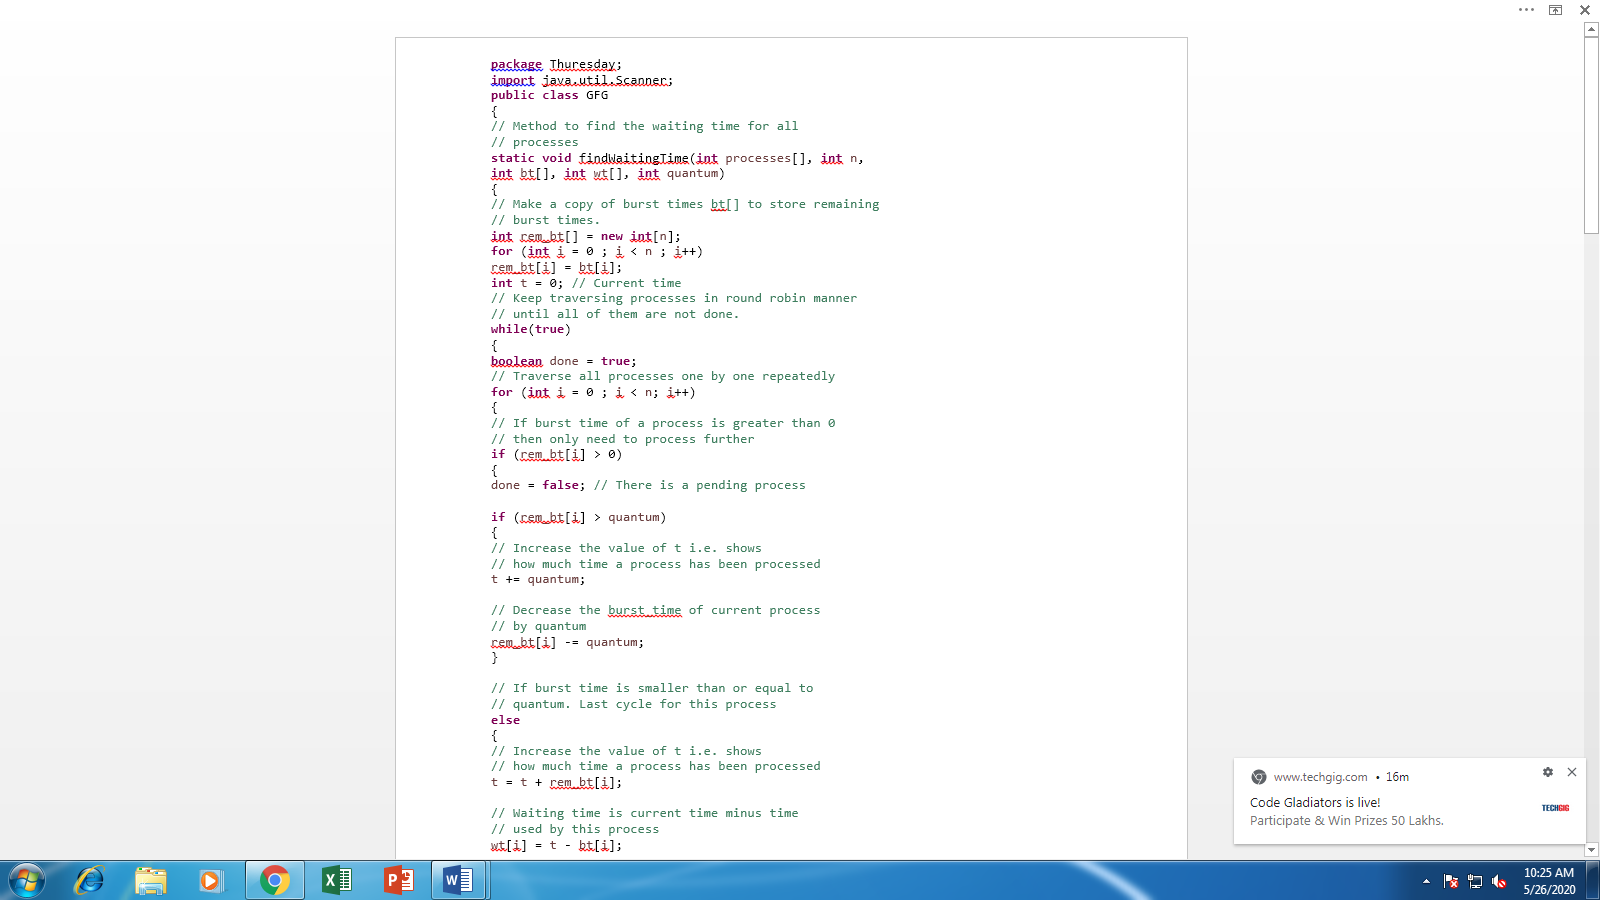 package Thuresday;
import java.util.Scanner;
public class GFG
{
// Method to find the waiting time for all
// processes
static void findWaitingTime(int processes[], int n,
int bt[], int wt[], int quantum)
{
// Make a copy of burst times bt[] to store remaining
// burst times.
int rem_bt[] = new int[n];
for (int i = 0 ; i < n ; i++)
rem_bt[i] = bt[i];
int t = 0; // Current time
// Keep traversing processes in round robin manner
// until all of them are not done.
while(true)
{
boolean done = true;
// Traverse all processes one by one repeatedly
for (int i = 0 ; i < n; i++)
{
// If burst time of a process is greater than 0
// then only need to process further
if (rem_bt[i] > 0)
{
done = false; // There is a pending process
if (rem_bt[i] > quantum)
{
// Increase the value of t i.e. shows
// how much time a process has been processed
t += quantum;
// Decrease the burst_time of current process
// by quantum
rem_bt[i] -= quantum;
}
// If burst time is smaller than or equal to
// quantum. Last cycle for this process
else
{
// Increase the value of t i.e. shows
// how much time a process has been processed
t = t + rem_bt[i];
// Waiting time is current time minus time
// used by this process
wt[i] = t - bt[i];
www.techgig.com • 16m
Code Gladiators is live!
Participate & Win Prizes 50 Lakhs.
TECHGIG
10:25 AM
5/26/2020